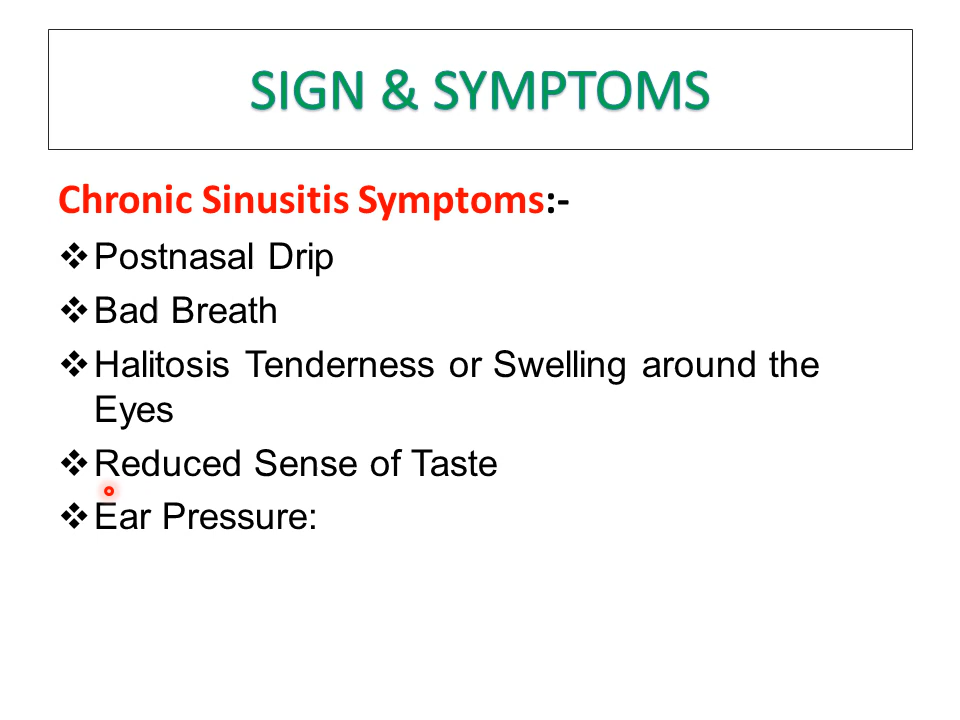 SIGN & SYMPTOMS
Chronic Sinusitis Symptoms:-
❖ Postnasal Drip
❖ Bad Breath
❖ Halitosis Tenderness or Swelling around the
Eyes
❖ Reduced Sense of Taste
❖ Ear Pressure: